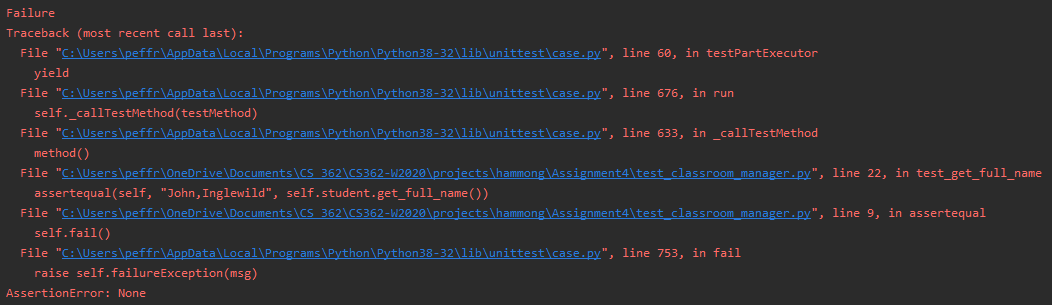 Failure
Traceback (most recent call last):
  File "C:\Users\peffr\AppData\Local\Programs\Python\Python38-32\lib\unittest\case.py", line 60, in testPartExecutor
    yield
  File "C:\Users\peffr\AppData\Local\Programs\Python\Python38-32\lib\unittest\case.py", line 676, in run
    self._callTestMethod(testMethod)
  File "C:\Users\peffr\AppData\Local\Programs\Python\Python38-32\lib\unittest\case.py", line 633, in _callTestMethod
    method()
  File "C:\Users\peffr\OneDrive\Documents\CS 362\CS362-W2020\projects\hammong\Assignment4\test_classroom_manager.py", line 22, in test_get_full_name
    assertequal(self, "John,Inglewild", self.student.get_full_name())
  File "C:\Users\peffr\OneDrive\Documents\CS 362\CS362-W2020\projects\hammong\Assignment4\test_classroom_manager.py", line 9, in assertequal
    self.fail()
  File "C:\Users\peffr\AppData\Local\Programs\Python\Python38-32\lib\unittest\case.py", line 753, in fail
    raise self.failureException(msg)
AssertionError: None